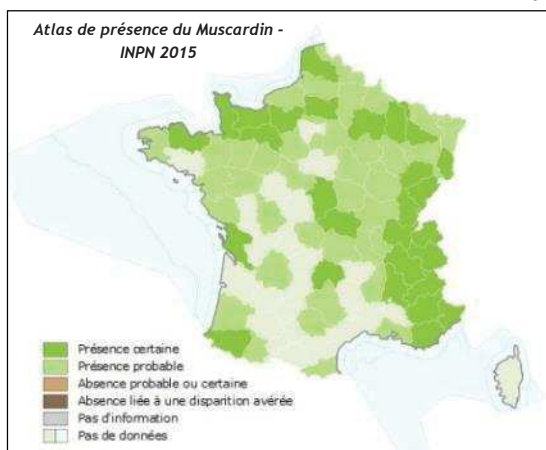 Atlas de présence du Muscardin -
INPN 2015
Présence certaine
Présence probable
Absence probable ou certaine
Absence liée à une disparition avérée
Pas d'information
Pas de données